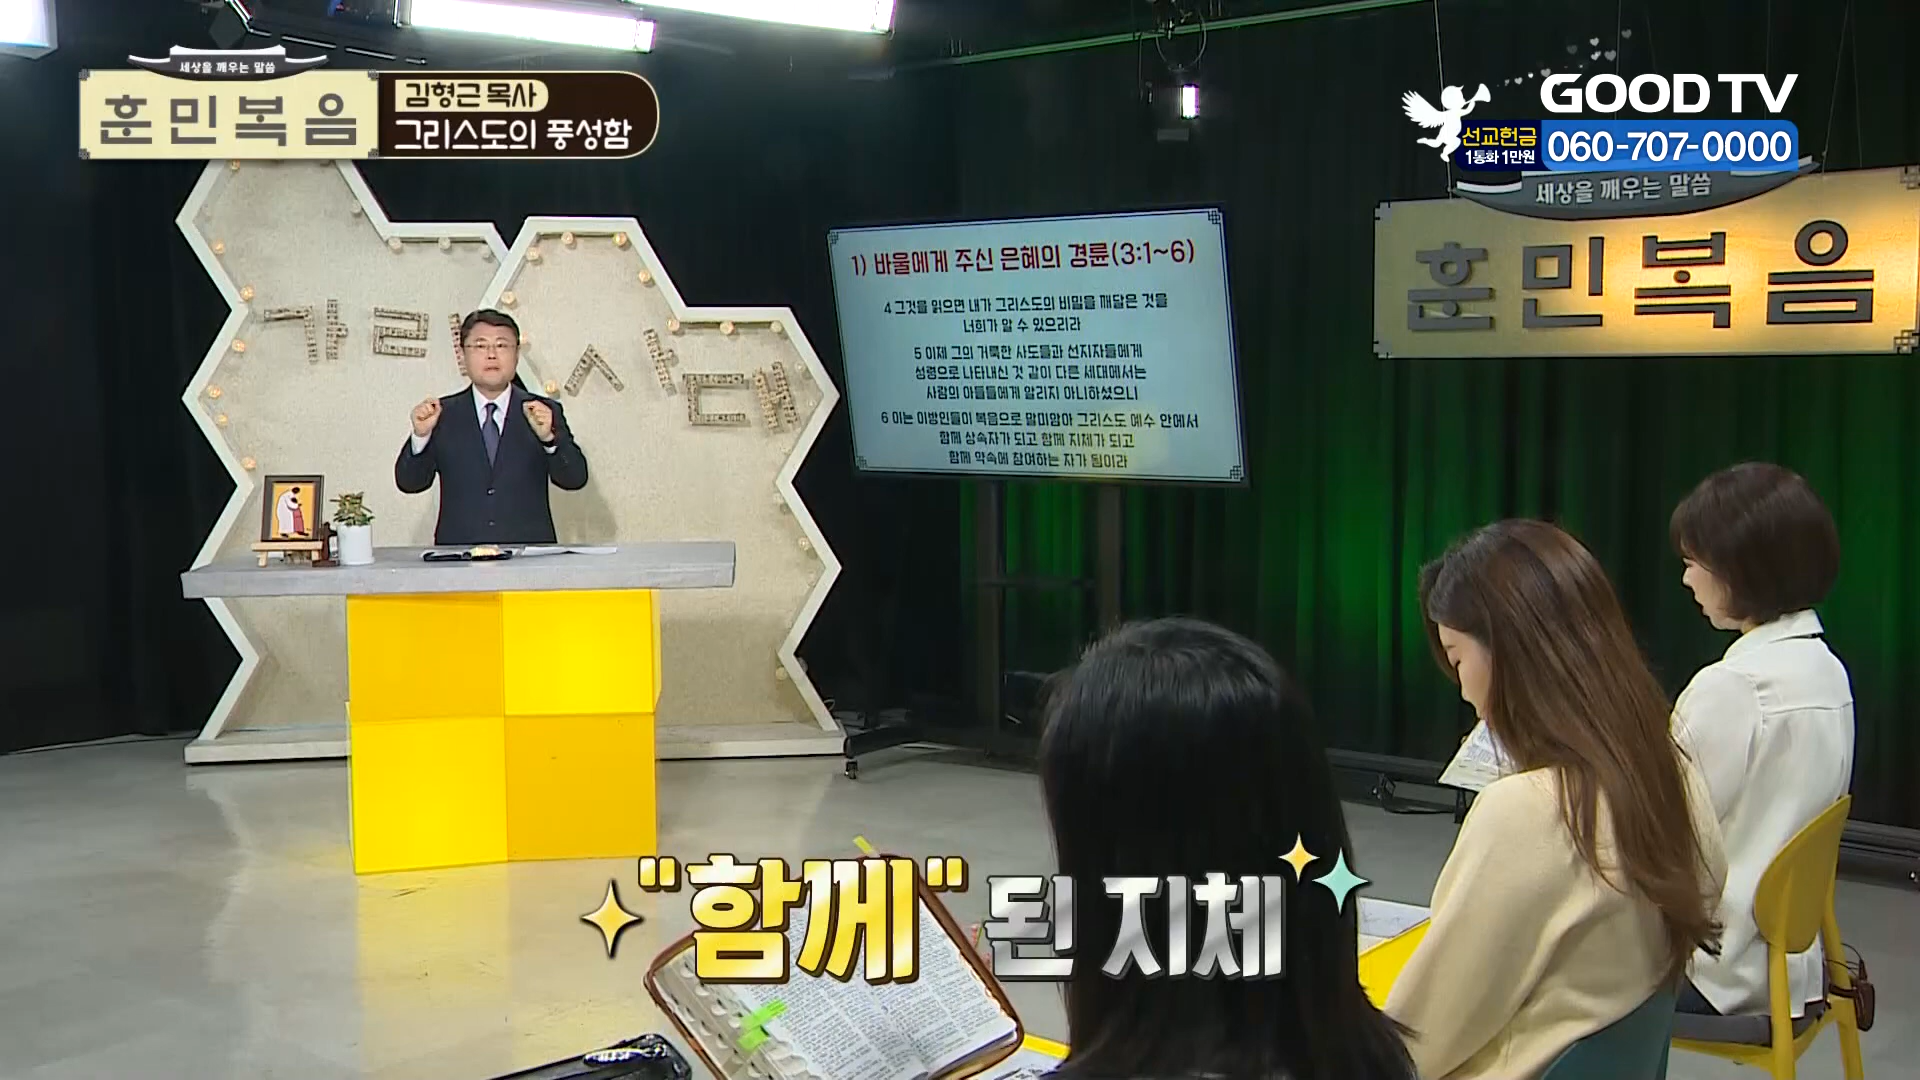 세상을 깨우는 말씀
훈민복음
김형근 목사
그리스도의 풍성함
GOOD TV
선교헌금
1통화 1만원
060-707-0000
세상을 깨우는 말씀
훈민복음
1) 바울에게 주신 은혜의 경륜(3:1~6)
4 그것을 읽으면 내가 그리스도의 비밀을 깨달은 것을
너희가 알 수 있으리라
5 이제 그의 거룩한 사도들과 선지자들에게
성령으로 나타내신 것 같이 다른 세대에서는
사람의 아들들에게 알리지 아니하셨으니
6 이는 이방인들이 복음으로 말미암아 그리스도 예수 안에서
함께 상속자가 되고 함께 지체가 되고
함께 약속에 참여하는 자가 됨이라
"함께" 된 지체